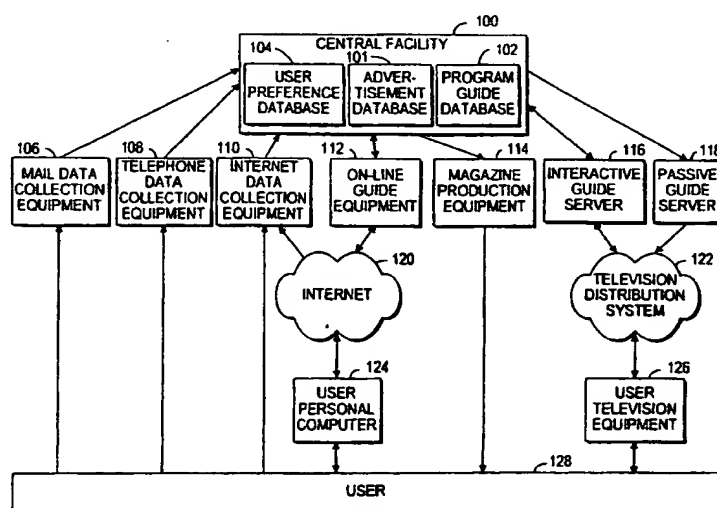 100
CENTRAL FACILITY
104
101
102
USER
PREFERENCE
DATABASE
ADVER-
TISEMENT
DATABASE
PROGRAM
GUIDE
DATABASE
106
108
110
112
114
116
118
MAIL DATA
COLLECTION
EQUIPMENT
TELEPHONE
DATA
COLLECTION
EQUIPMENT
INTERNET
DATA
COLLECTION
EQUIPMENT
ON-LINE
GUIDE
EQUIPMENT
MAGAZINE
PRODUCTION
EQUIPMENT
INTERACTIVE
GUIDE
SERVER
PASSIVE
GUIDE
SERVER
120
INTERNET
122
TELEVISION
DISTRIBUTION
SYSTEM
124
USER
PERSONAL
COMPUTER
126
USER
TELEVISION
EQUIPMENT
128
USER